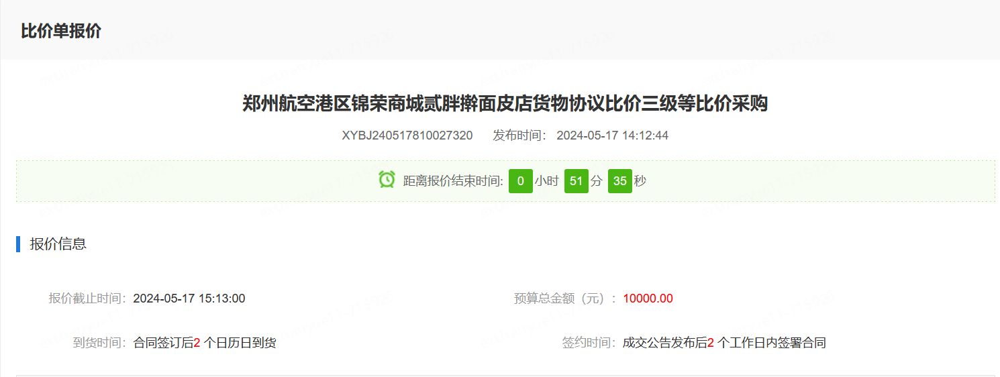 比价单报价
郑州航空港区锦荣商城贰胖擀面皮店货物协议比价三级等比价采购
XYBJ240517810027320 发布时间： 2024-05-17 14:12:44
距离报价结束时间: 0 小时 51 分 35 秒
报价信息
报价截止时间： 2024-05-17 15:13:00 预算总金额（元）： 10000.00
到货时间： 合同签订后2 个日历日到货 签约时间： 成交公告发布后2 个工作日内签署合同